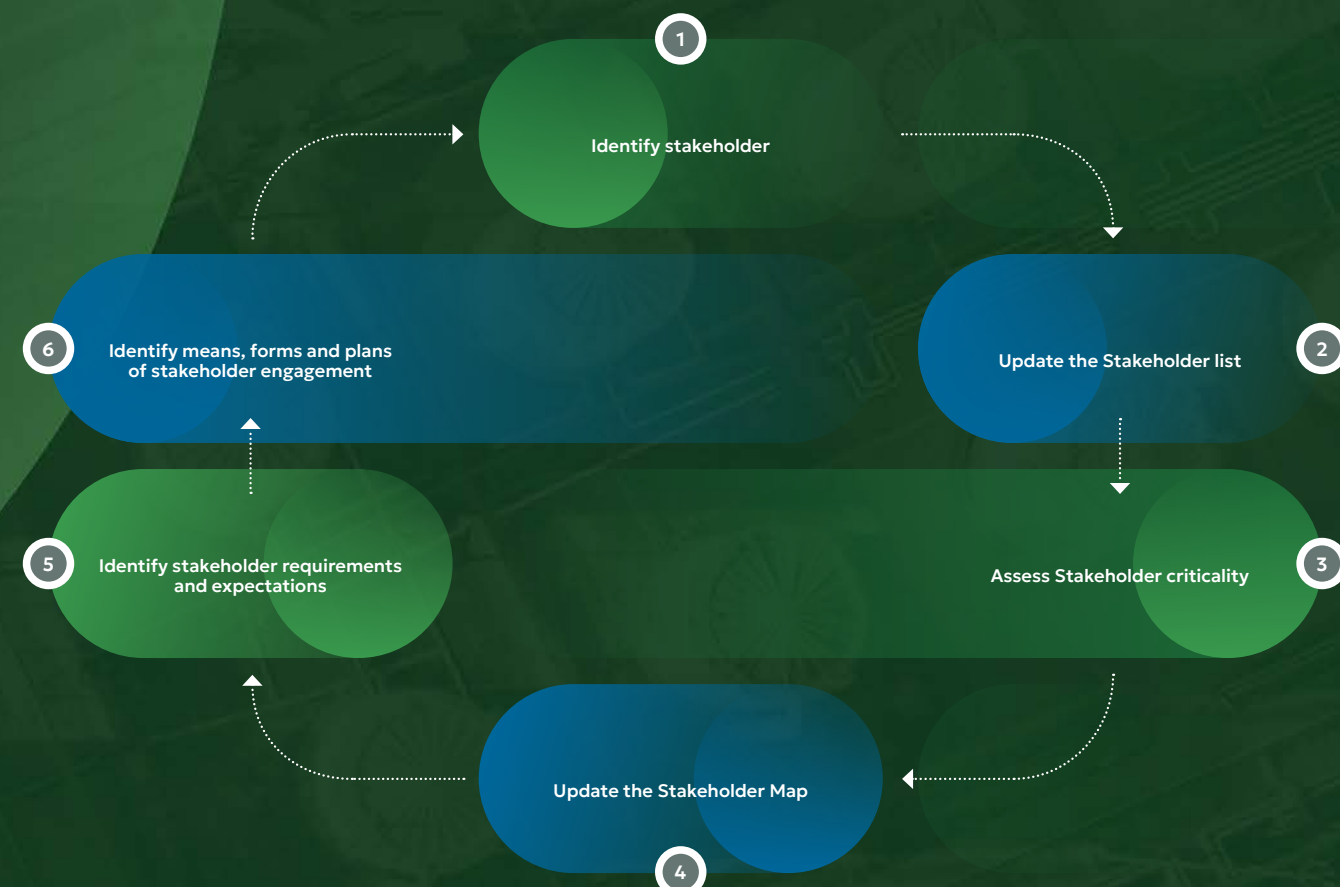 1
Identify stakeholder
2
Update the Stakeholder list
3
Assess Stakeholder criticality
4
Update the Stakeholder Map
5
Identify stakeholder requirements
and expectations
6
Identify means, forms and plans
of stakeholder engagement